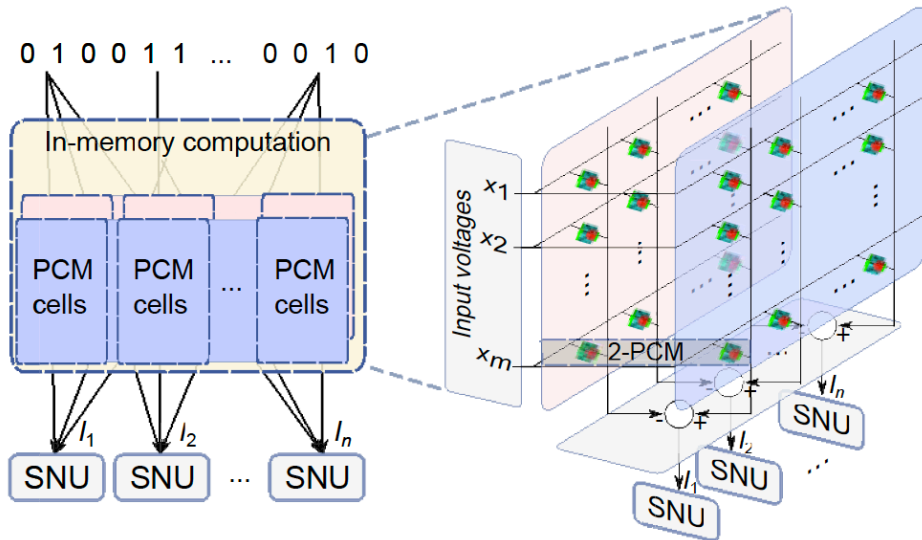 0 1 0 0 1 1 ... 0 0 1 0
In-memory computation
PCM cells
PCM cells
...
PCM cells
I1
I2
In
SNU
SNU
...
SNU
Input voltages
x1
x2
xm
...
...
...
...
...
...
2-PCM
...
- +
- +
- +
I1
I2
In
SNU
SNU
...
SNU